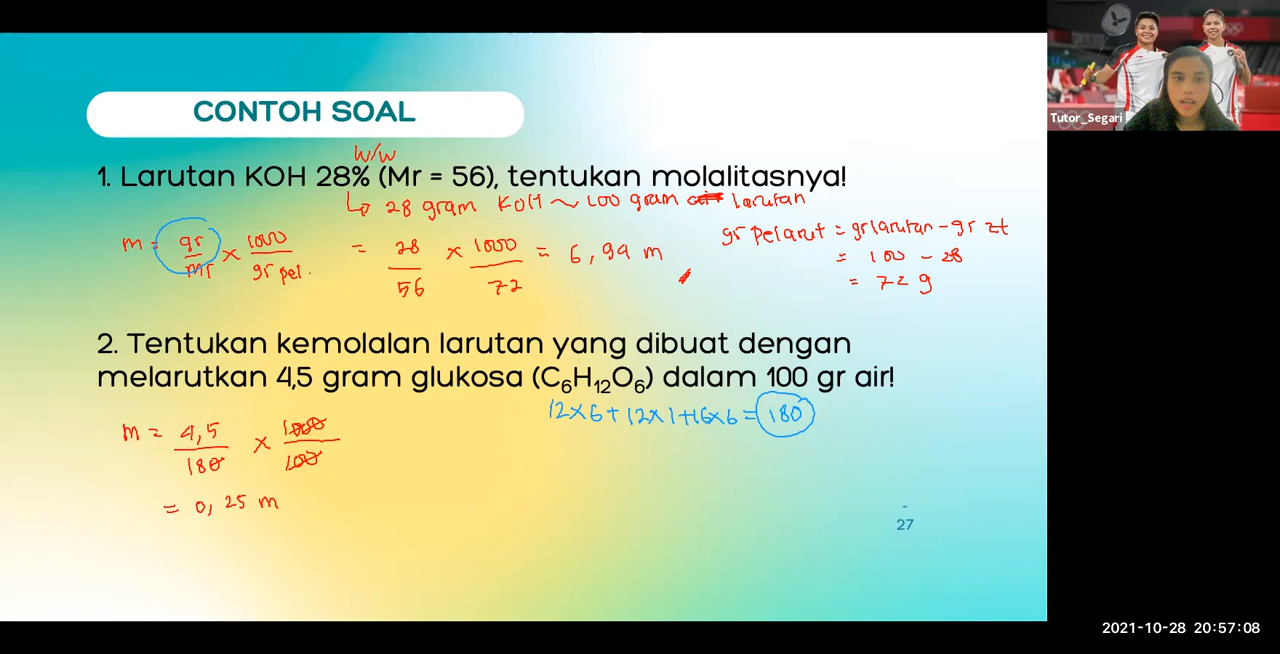 Tutor_Segari
CONTOH SOAL
w/w
1. Larutan KOH 28% (Mr = 56), tentukan molalitasnya!
↳ 28 gram KOH ~ 100 gram larutan
m = gr/mr × 1000/gr pel. = 28/56 × 1000/72 = 6,94 m
gr pelarut = gr larutan - gr zt
= 100 - 28
= 72 g
2. Tentukan kemolalan larutan yang dibuat dengan
melarutkan 4,5 gram glukosa (C₆H₁₂O₆) dalam 100 gr air!
12×6 + 12×1 + 16×6 = 180
m = 4,5/180 × 1000/100
= 0,25 m
27
2021-10-28 20:57:08